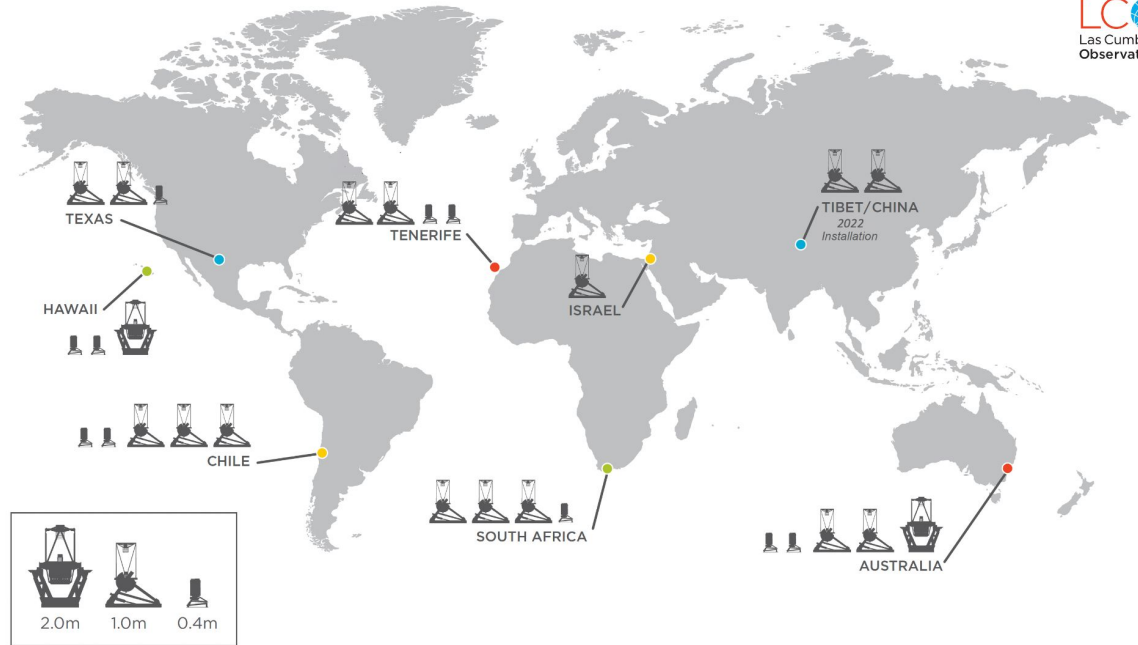 LCO
Las Cumb
Observat
TIBET/CHINA
2022
Installation
TEXAS
TENERIFE
HAWAII
ISRAEL
CHILE
SOUTH AFRICA
AUSTRALIA
2.0m 1.0m 0.4m